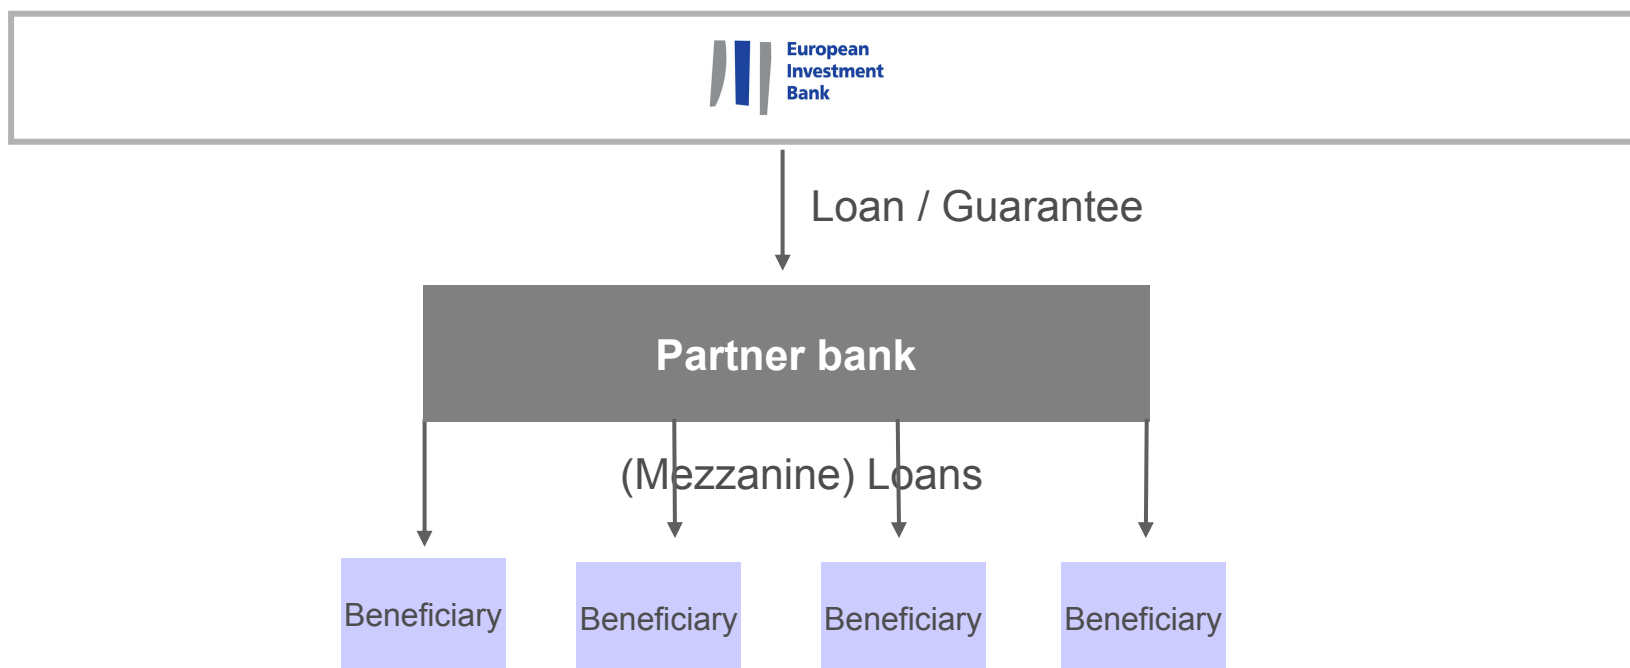 European
Investment
Bank
Loan / Guarantee
Partner bank
(Mezzanine) Loans
Beneficiary
Beneficiary
Beneficiary
Beneficiary